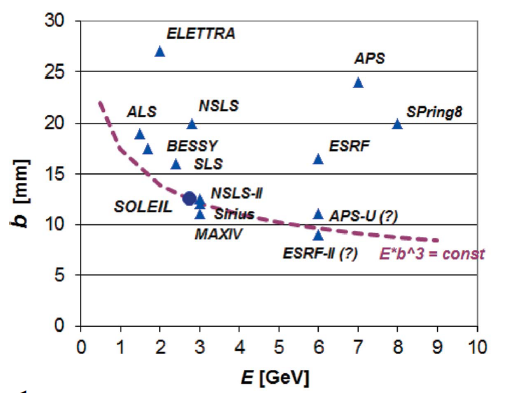 30
ELETTRA
25
APS
20
ALS
NSLS
SPring8
BESSY
ESRF
15
SLS
b [mm]
SOLEIL
NSLS-II
10
Sirius
APS-U (?)
MAXIV
ESRF-II (?)
E*b^3 = const
5
0
0 1 2 3 4 5 6 7 8 9 10
E [GeV]